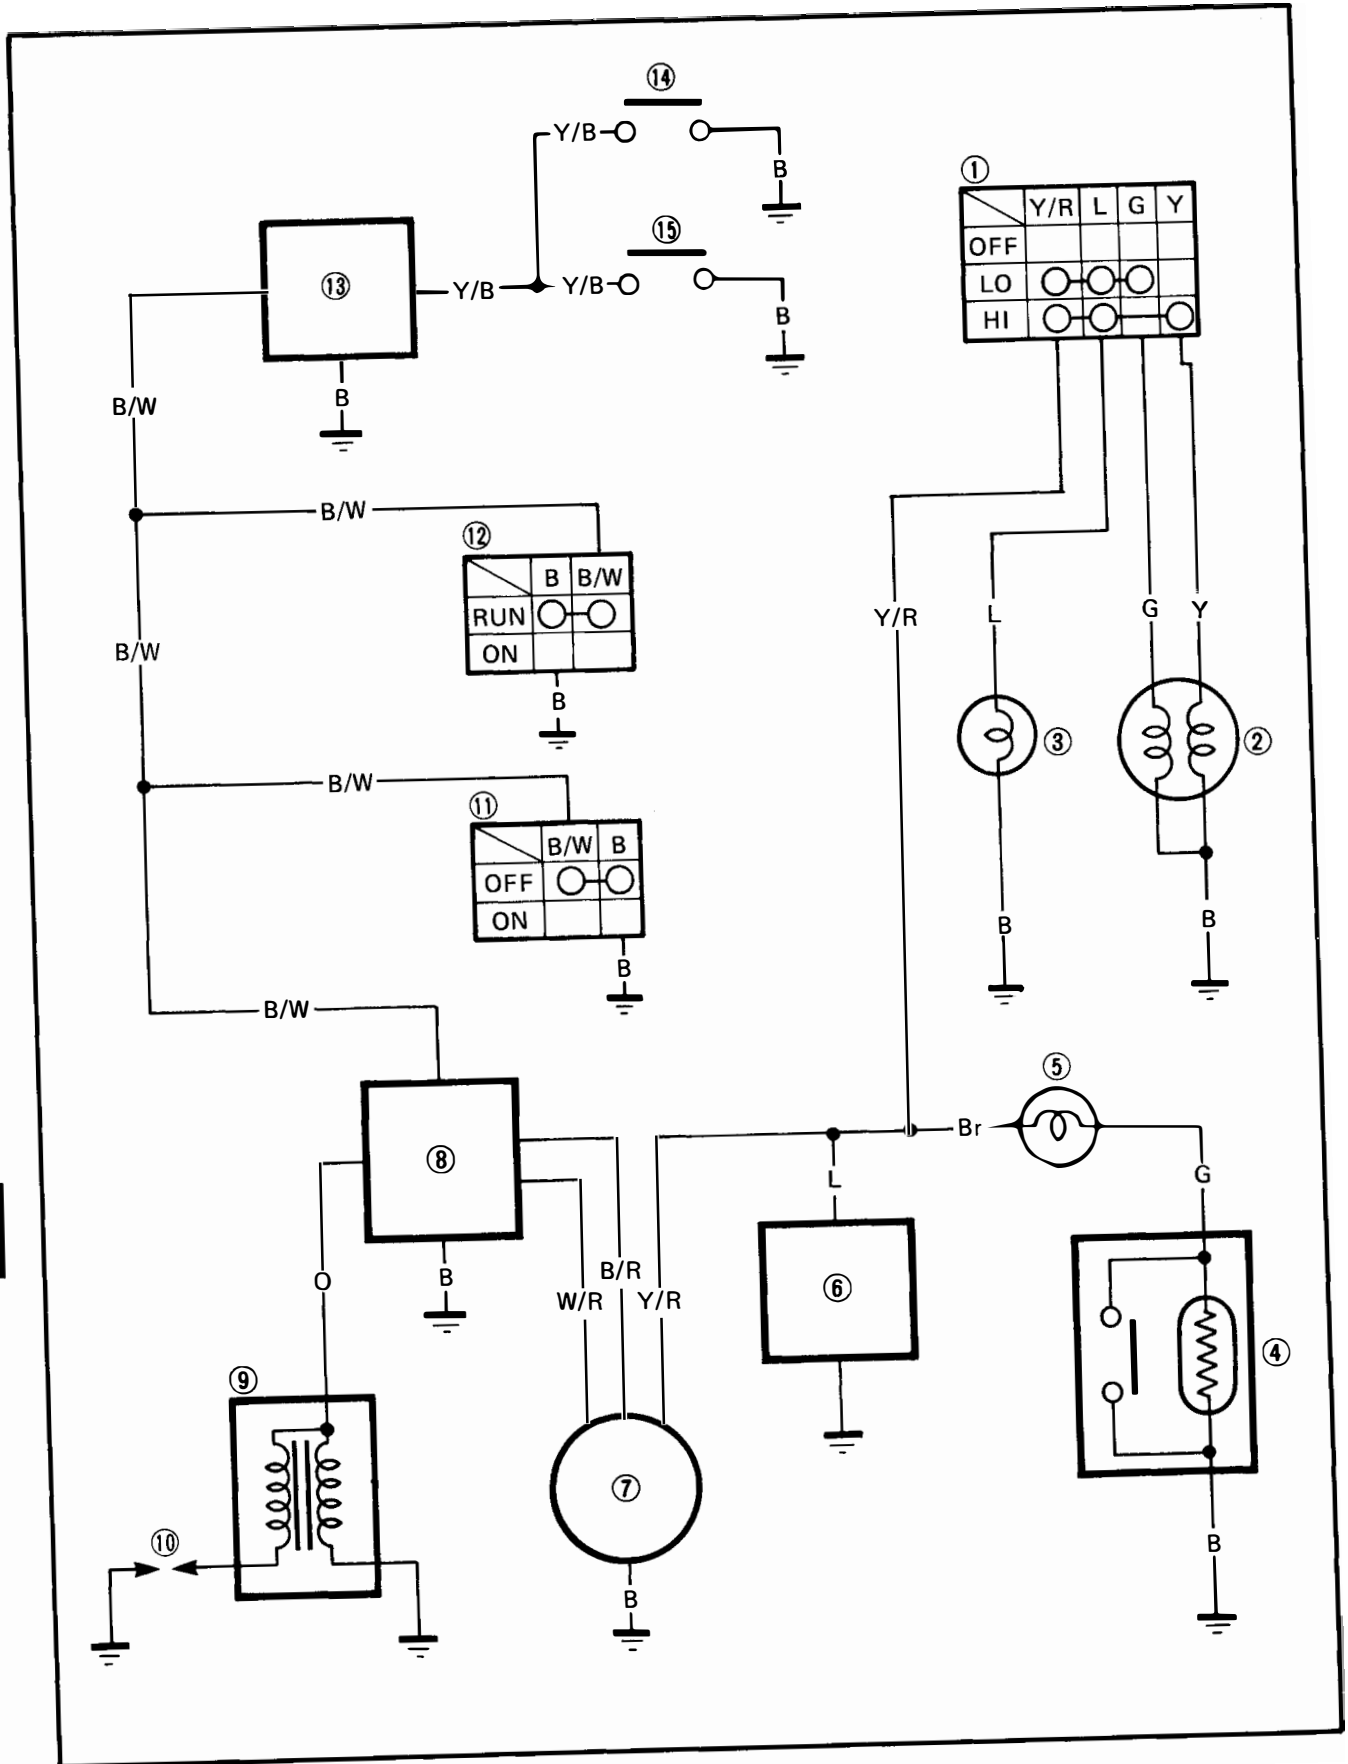 ⑭
Y/B
B
①
Y/R L G Y
OFF
LO
HI
⑮
⑬
Y/B
Y/B
B
B/W
B
B/W
⑫
B B/W
RUN
ON
B
Y/R
L
G
Y
B/W
③
②
B/W
⑪
B/W B
OFF
ON
B
B
B
B/W
⑤
Br
⑧
L
G
O
B
W/R
B/R
Y/R
⑥
④
⑨
⑦
⑩
B
B